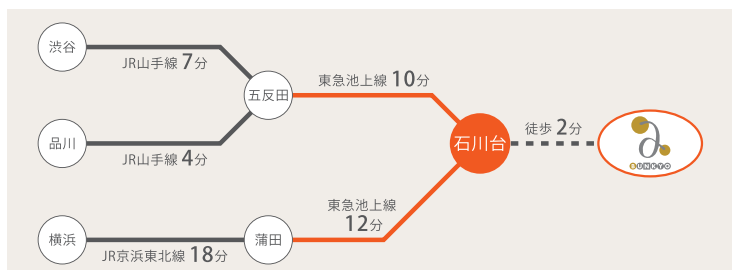 渋谷
JR山手線 7分
五反田
東急池上線 10分
品川
JR山手線 4分
石川台
徒歩 2分
BUNKYO
東急池上線
12分
横浜
JR京浜東北線 18分
蒲田